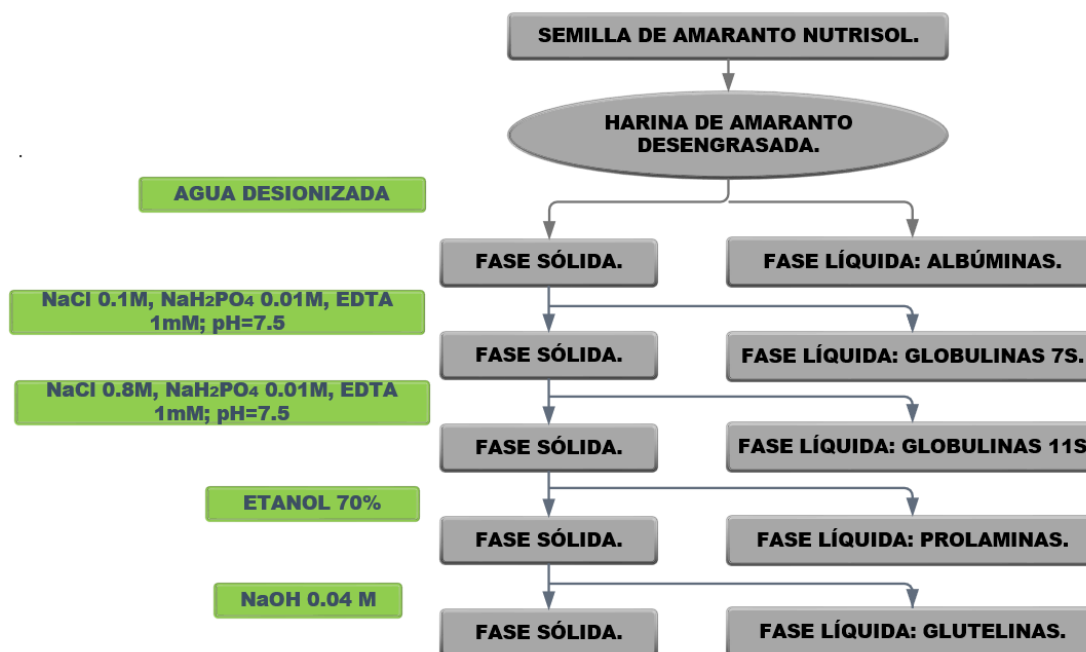 SEMILLA DE AMARANTO NUTRISOL.
HARINA DE AMARANTO
DESENGRASADA.
.
AGUA DESIONIZADA
FASE SÓLIDA.
FASE LÍQUIDA: ALBÚMINAS.
NaCl 0.1M, NaH₂PO₄ 0.01M, EDTA
1mM; pH=7.5
FASE SÓLIDA.
FASE LÍQUIDA: GLOBULINAS 7S.
NaCl 0.8M, NaH₂PO₄ 0.01M, EDTA
1mM; pH=7.5
FASE SÓLIDA.
FASE LÍQUIDA: GLOBULINAS 11S
ETANOL 70%
FASE SÓLIDA.
FASE LÍQUIDA: PROLAMINAS.
NaOH 0.04 M
FASE SÓLIDA.
FASE LÍQUIDA: GLUTELINAS.